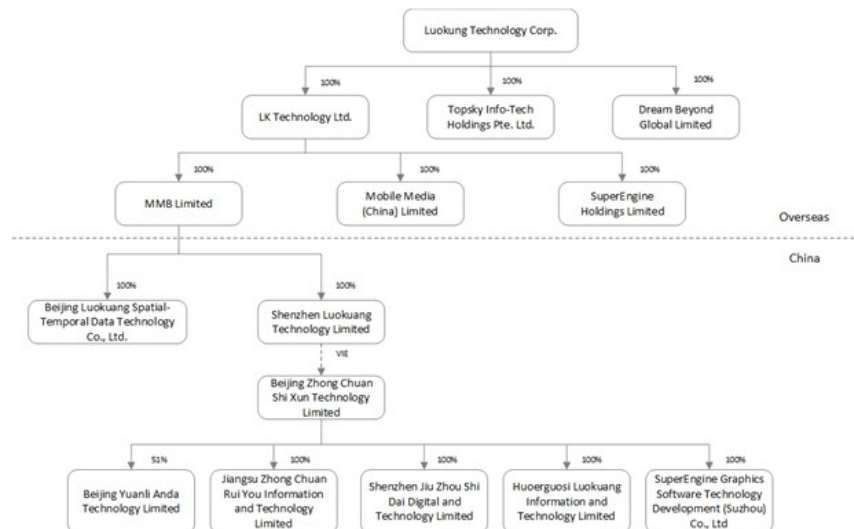 Luokung Technology Corp.
100%
100%
100%
LK Technology Ltd.
Topsky Info-Tech
Holdings Pte. Ltd.
Dream Beyond
Global Limited
100%
100%
100%
MMB Limited
Mobile Media
(China) Limited
SuperEngine
Holdings Limited
Overseas
China
100%
100%
Beijing Luokuang Spatial-
Temporal Data Technology
Co., Ltd.
Shenzhen Luokuang
Technology Limited
VIE
Beijing Zhong Chuan
Shi Xun Technology
Limited
51%
100%
100%
100%
100%
Beijing Yuanli Anda
Technology Limited
Jiangsu Zhong Chuan
Rui You Information
and Technology
Limited
Shenzhen Jiu Zhou Shi
Dai Digital and
Technology Limited
Huoerguosi Luokuang
Information and
Technology Limited
SuperEngine Graphics
Software Technology
Development (Suzhou)
Co., Ltd